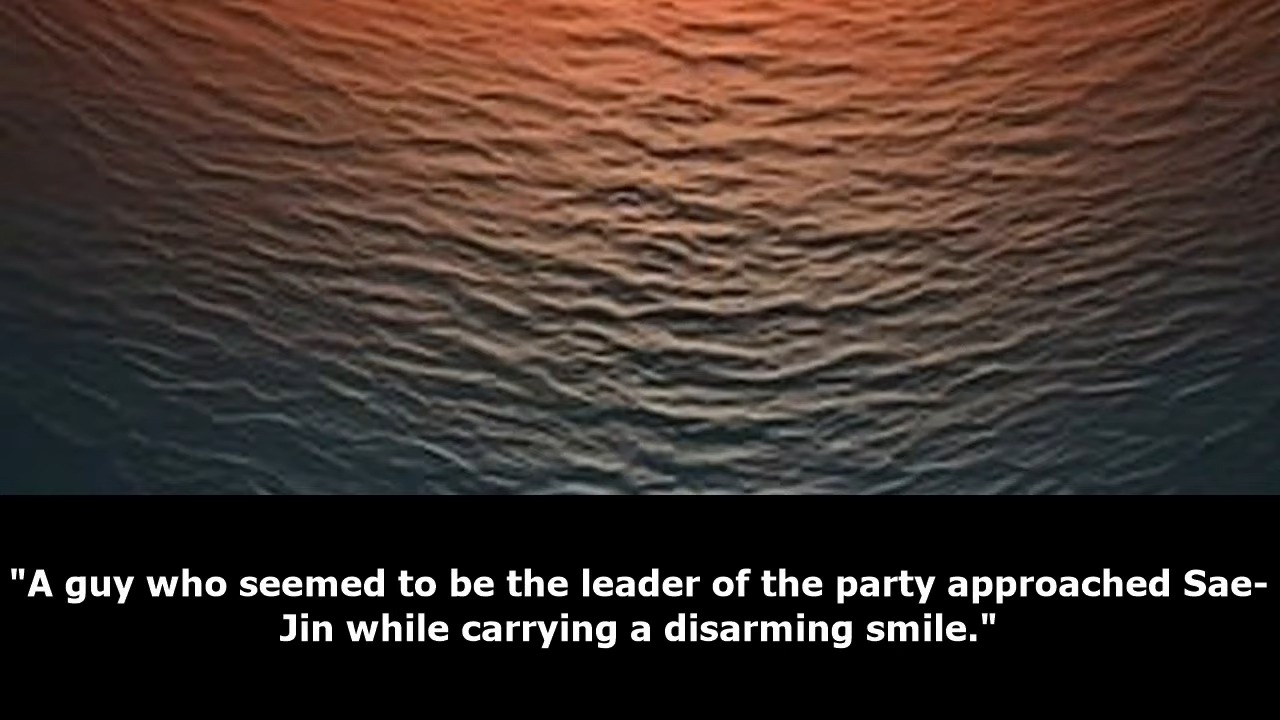 "A guy who seemed to be the leader of the party approached Sae-
Jin while carrying a disarming smile."